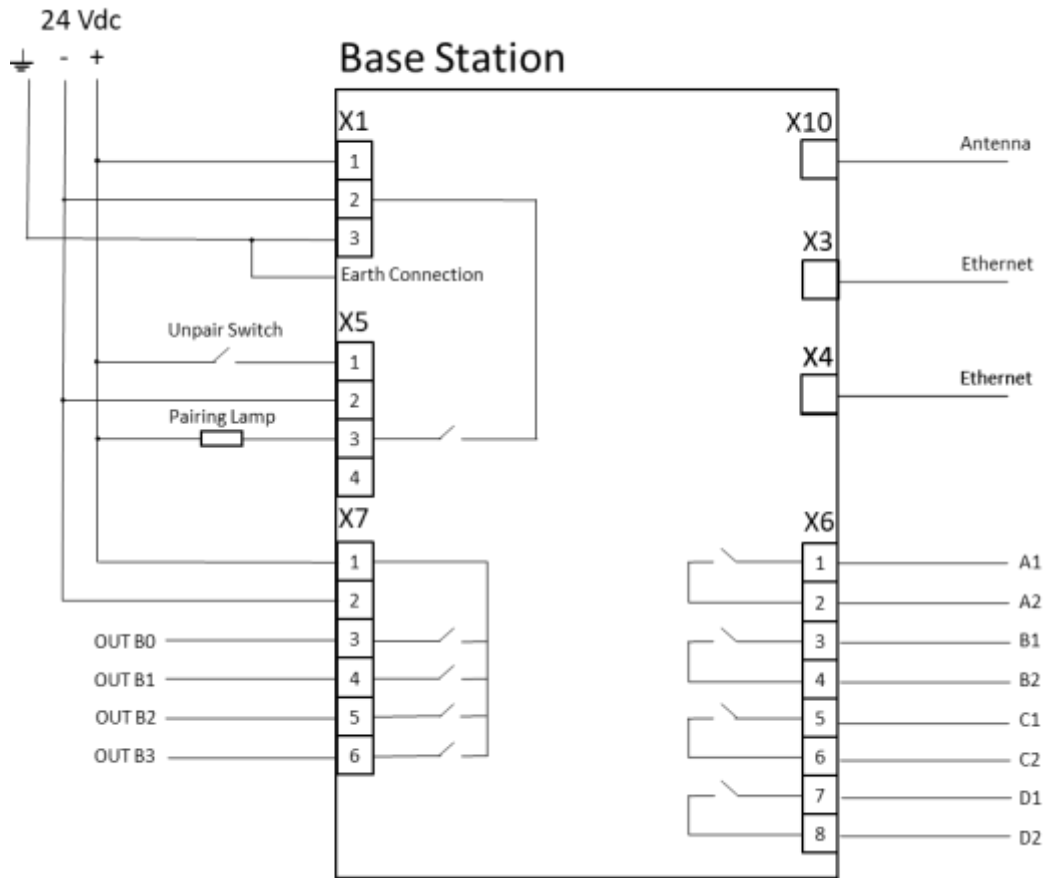 24 Vdc
- +
Base Station
X1
1
2
3
Earth Connection
Unpair Switch
X5
1
2
Pairing Lamp
3
4
X7
1
2
OUT B0
3
OUT B1
4
OUT B2
5
OUT B3
6
X10
Antenna
X3
Ethernet
X4
Ethernet
X6
1 A1
2 A2
3 B1
4 B2
5 C1
6 C2
7 D1
8 D2